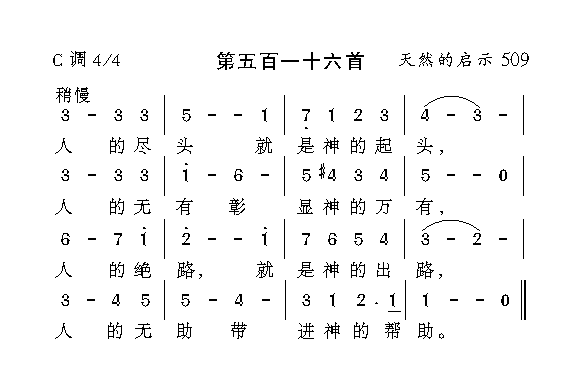 C 调 4/4 第五百一十六首 天然的启示 509
稍慢
3 - 3 3 | 5 - - 1 | 7̣ 1 2 3 | 4 - 3 - |
人 的尽 头 就 是神的起 头，
3 - 3 3 | 1̇ - 6 - | 5 #4 3 4 | 5 - - 0 |
人 的无 有 彰 显神的万 有，
6 - 7 1̇ | 2̇ - - 1̇ | 7 6 5 4 | 3 - 2 - |
人 的绝 路， 就 是神的出 路，
3 - 4 5 | 5 - 4 - | 3 1 2 . 1 | 1 - - 0 ‖
人 的无 助 带 进神的帮 助。